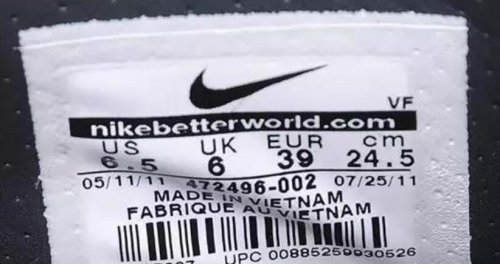 VF
nikebetterworld.com
US UK EUR cm
6.5 6 39 24.5
05/11/11 472496-002 07/25/11
MADE IN VIETNAM
FABRIQUE AU VIETNAM
UPC 00885259930526